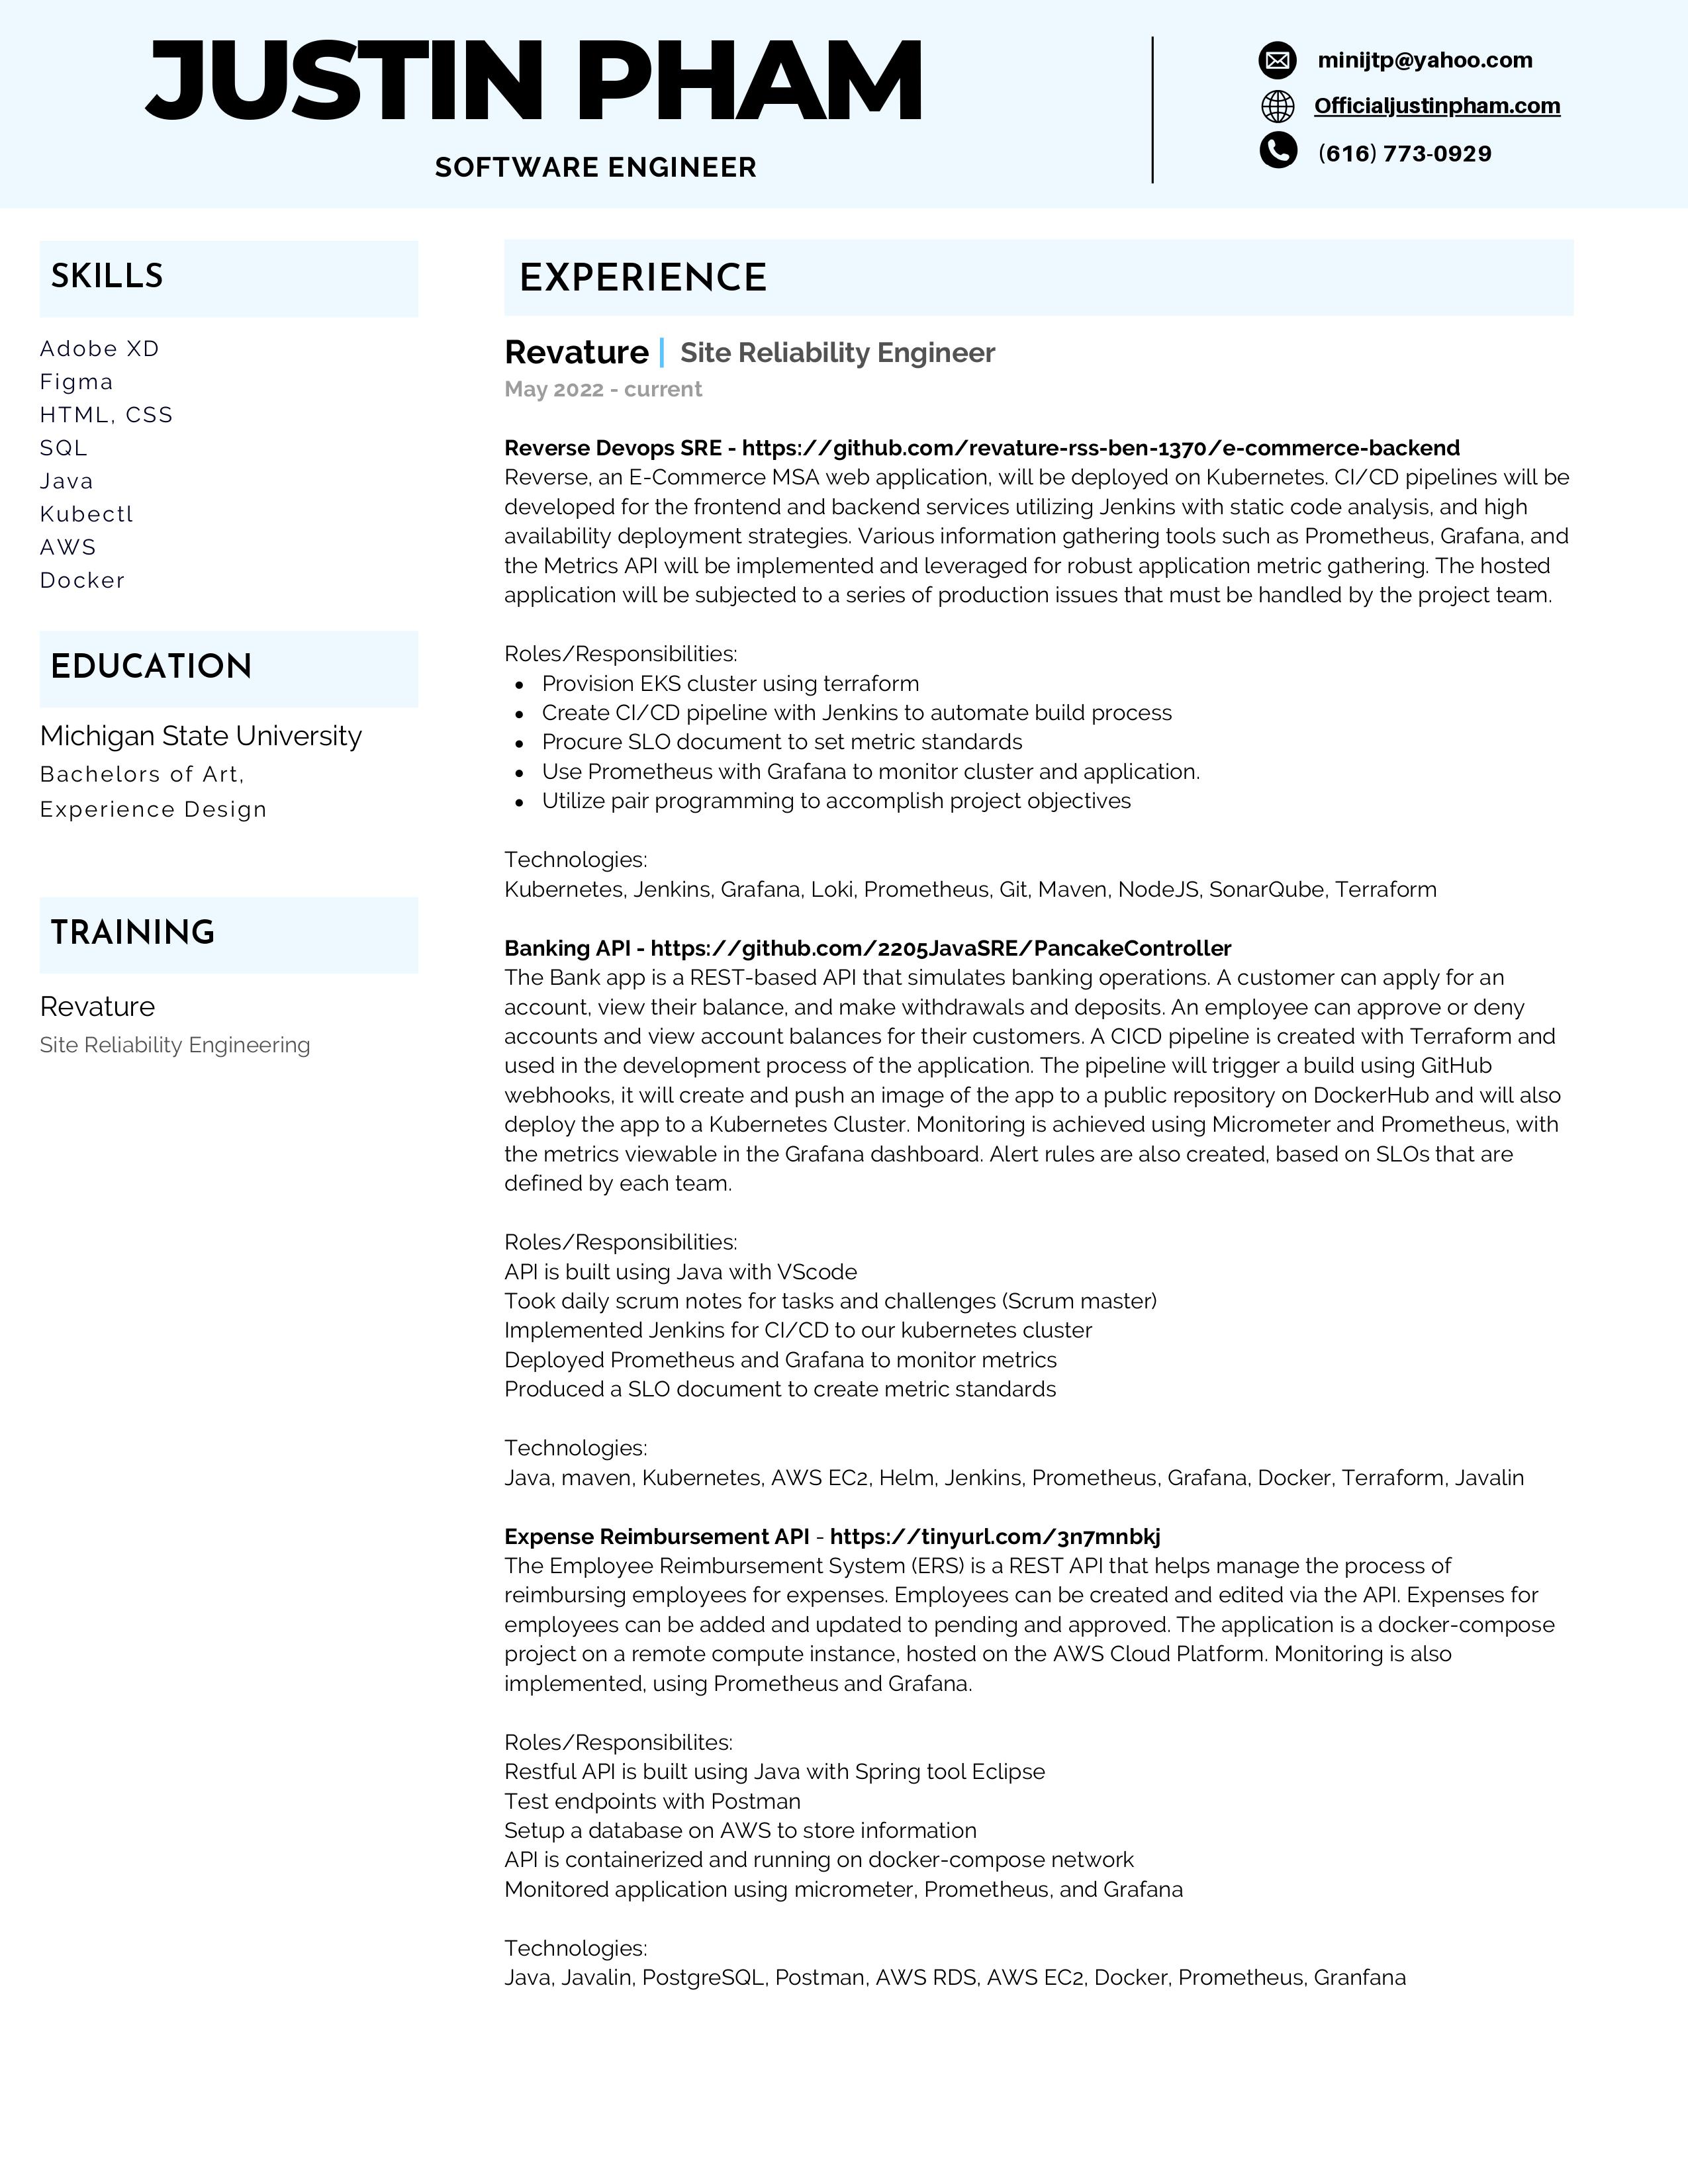 JUSTIN PHAM
SOFTWARE ENGINEER
minijtp@yahoo.com
Officialjustinpham.com
(616) 773-0929
SKILLS
Adobe XD
Figma
HTML, CSS
SQL
Java
Kubectl
AWS
Docker
EDUCATION
Michigan State University
Bachelors of Art,
Experience Design
TRAINING
Revature
Site Reliability Engineering
EXPERIENCE
Revature | Site Reliability Engineer
May 2022 - current
Reverse Devops SRE - https://github.com/revature-rss-ben-1370/e-commerce-backend
Reverse, an E-Commerce MSA web application, will be deployed on Kubernetes. CI/CD pipelines will be
developed for the frontend and backend services utilizing Jenkins with static code analysis, and high
availability deployment strategies. Various information gathering tools such as Prometheus, Grafana, and
the Metrics API will be implemented and leveraged for robust application metric gathering. The hosted
application will be subjected to a series of production issues that must be handled by the project team.
Roles/Responsibilities:
• Provision EKS cluster using terraform
• Create CI/CD pipeline with Jenkins to automate build process
• Procure SLO document to set metric standards
• Use Prometheus with Grafana to monitor cluster and application.
• Utilize pair programming to accomplish project objectives
Technologies:
Kubernetes, Jenkins, Grafana, Loki, Prometheus, Git, Maven, NodeJS, SonarQube, Terraform
Banking API - https://github.com/2205JavaSRE/PancakeController
The Bank app is a REST-based API that simulates banking operations. A customer can apply for an
account, view their balance, and make withdrawals and deposits. An employee can approve or deny
accounts and view account balances for their customers. A CICD pipeline is created with Terraform and
used in the development process of the application. The pipeline will trigger a build using GitHub
webhooks, it will create and push an image of the app to a public repository on DockerHub and will also
deploy the app to a Kubernetes Cluster. Monitoring is achieved using Micrometer and Prometheus, with
the metrics viewable in the Grafana dashboard. Alert rules are also created, based on SLOs that are
defined by each team.
Roles/Responsibilities:
API is built using Java with VScode
Took daily scrum notes for tasks and challenges (Scrum master)
Implemented Jenkins for CI/CD to our kubernetes cluster
Deployed Prometheus and Grafana to monitor metrics
Produced a SLO document to create metric standards
Technologies:
Java, maven, Kubernetes, AWS EC2, Helm, Jenkins, Prometheus, Grafana, Docker, Terraform, Javalin
Expense Reimbursement API - https://tinyurl.com/3n7mnbkj
The Employee Reimbursement System (ERS) is a REST API that helps manage the process of
reimbursing employees for expenses. Employees can be created and edited via the API. Expenses for
employees can be added and updated to pending and approved. The application is a docker-compose
project on a remote compute instance, hosted on the AWS Cloud Platform. Monitoring is also
implemented, using Prometheus and Grafana.
Roles/Responsibilites:
Restful API is built using Java with Spring tool Eclipse
Test endpoints with Postman
Setup a database on AWS to store information
API is containerized and running on docker-compose network
Monitored application using micrometer, Prometheus, and Grafana
Technologies:
Java, Javalin, PostgreSQL, Postman, AWS RDS, AWS EC2, Docker, Prometheus, Granfana